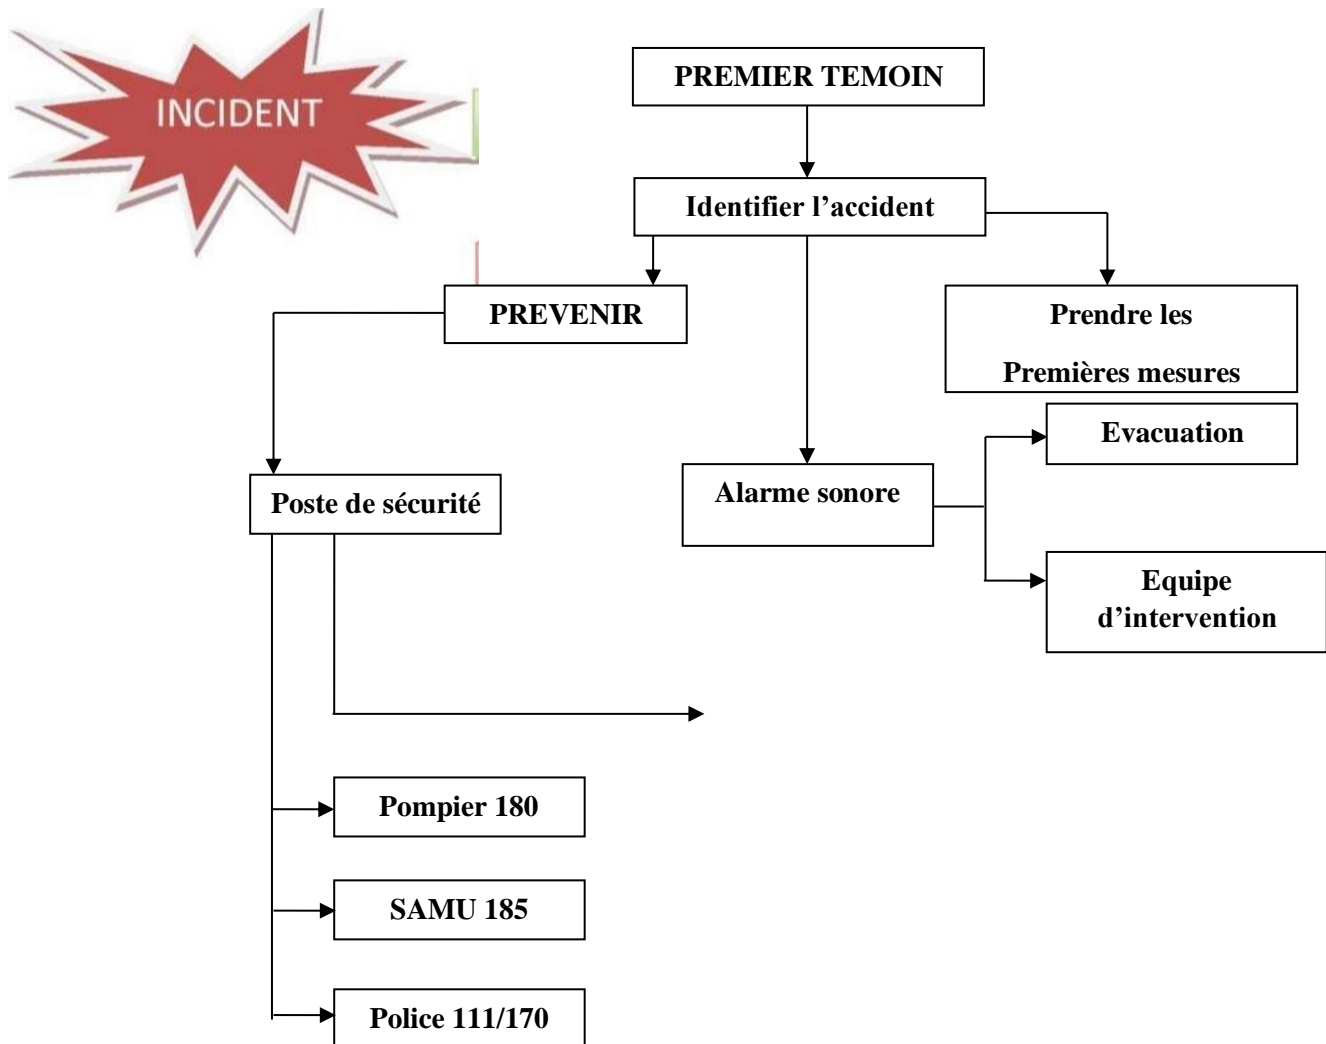 INCIDENT
PREMIER TEMOIN
Identifier l’accident
PREVENIR
Prendre les
Premières mesures
Evacuation
Poste de sécurité
Alarme sonore
Equipe
d’intervention
Pompier 180
SAMU 185
Police 111/170